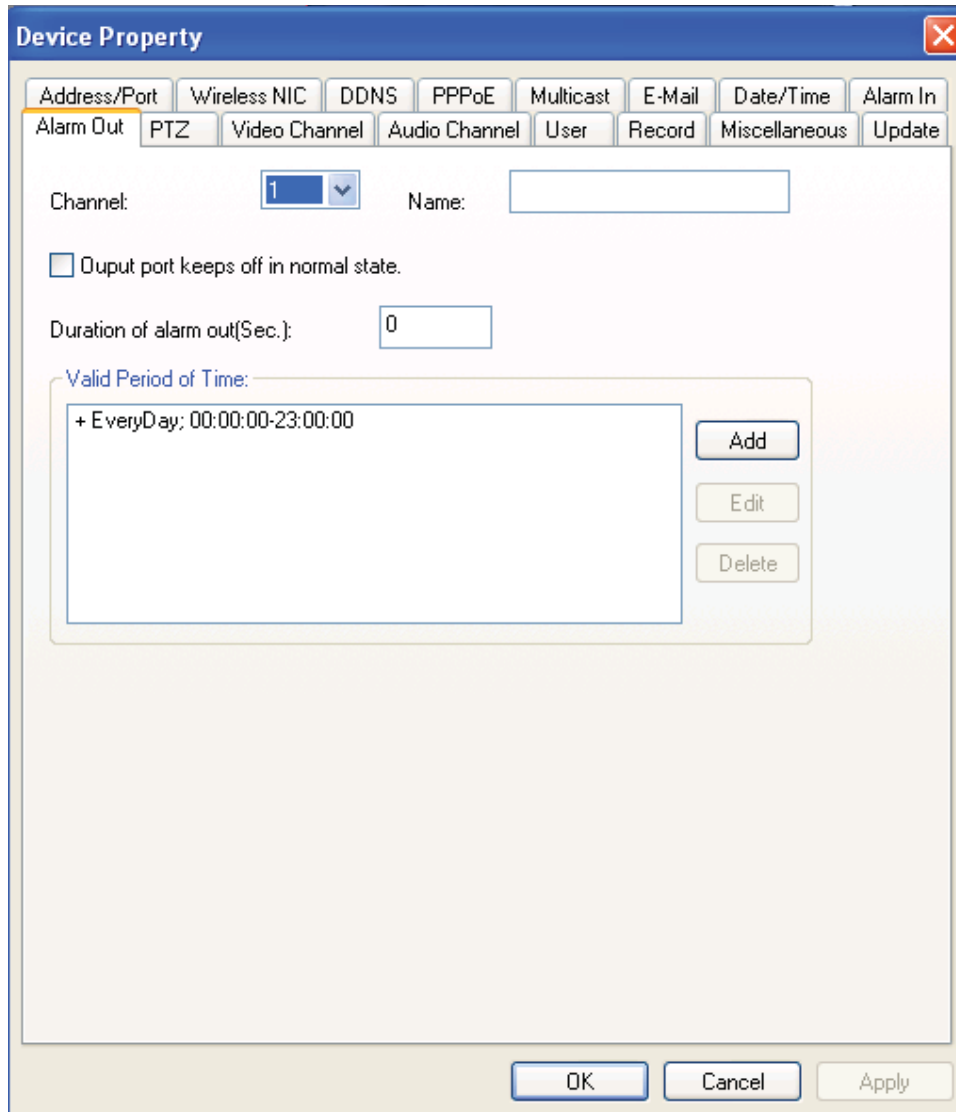 Device Property
Address/Port Wireless NIC DDNS PPPoE Multicast E-Mail Date/Time Alarm In
Alarm Out PTZ Video Channel Audio Channel User Record Miscellaneous Update
Channel: 1 Name:
Ouput port keeps off in normal state.
Duration of alarm out(Sec.): 0
Valid Period of Time:
+ EveryDay; 00:00:00-23:00:00
Add
Edit
Delete
OK Cancel Apply